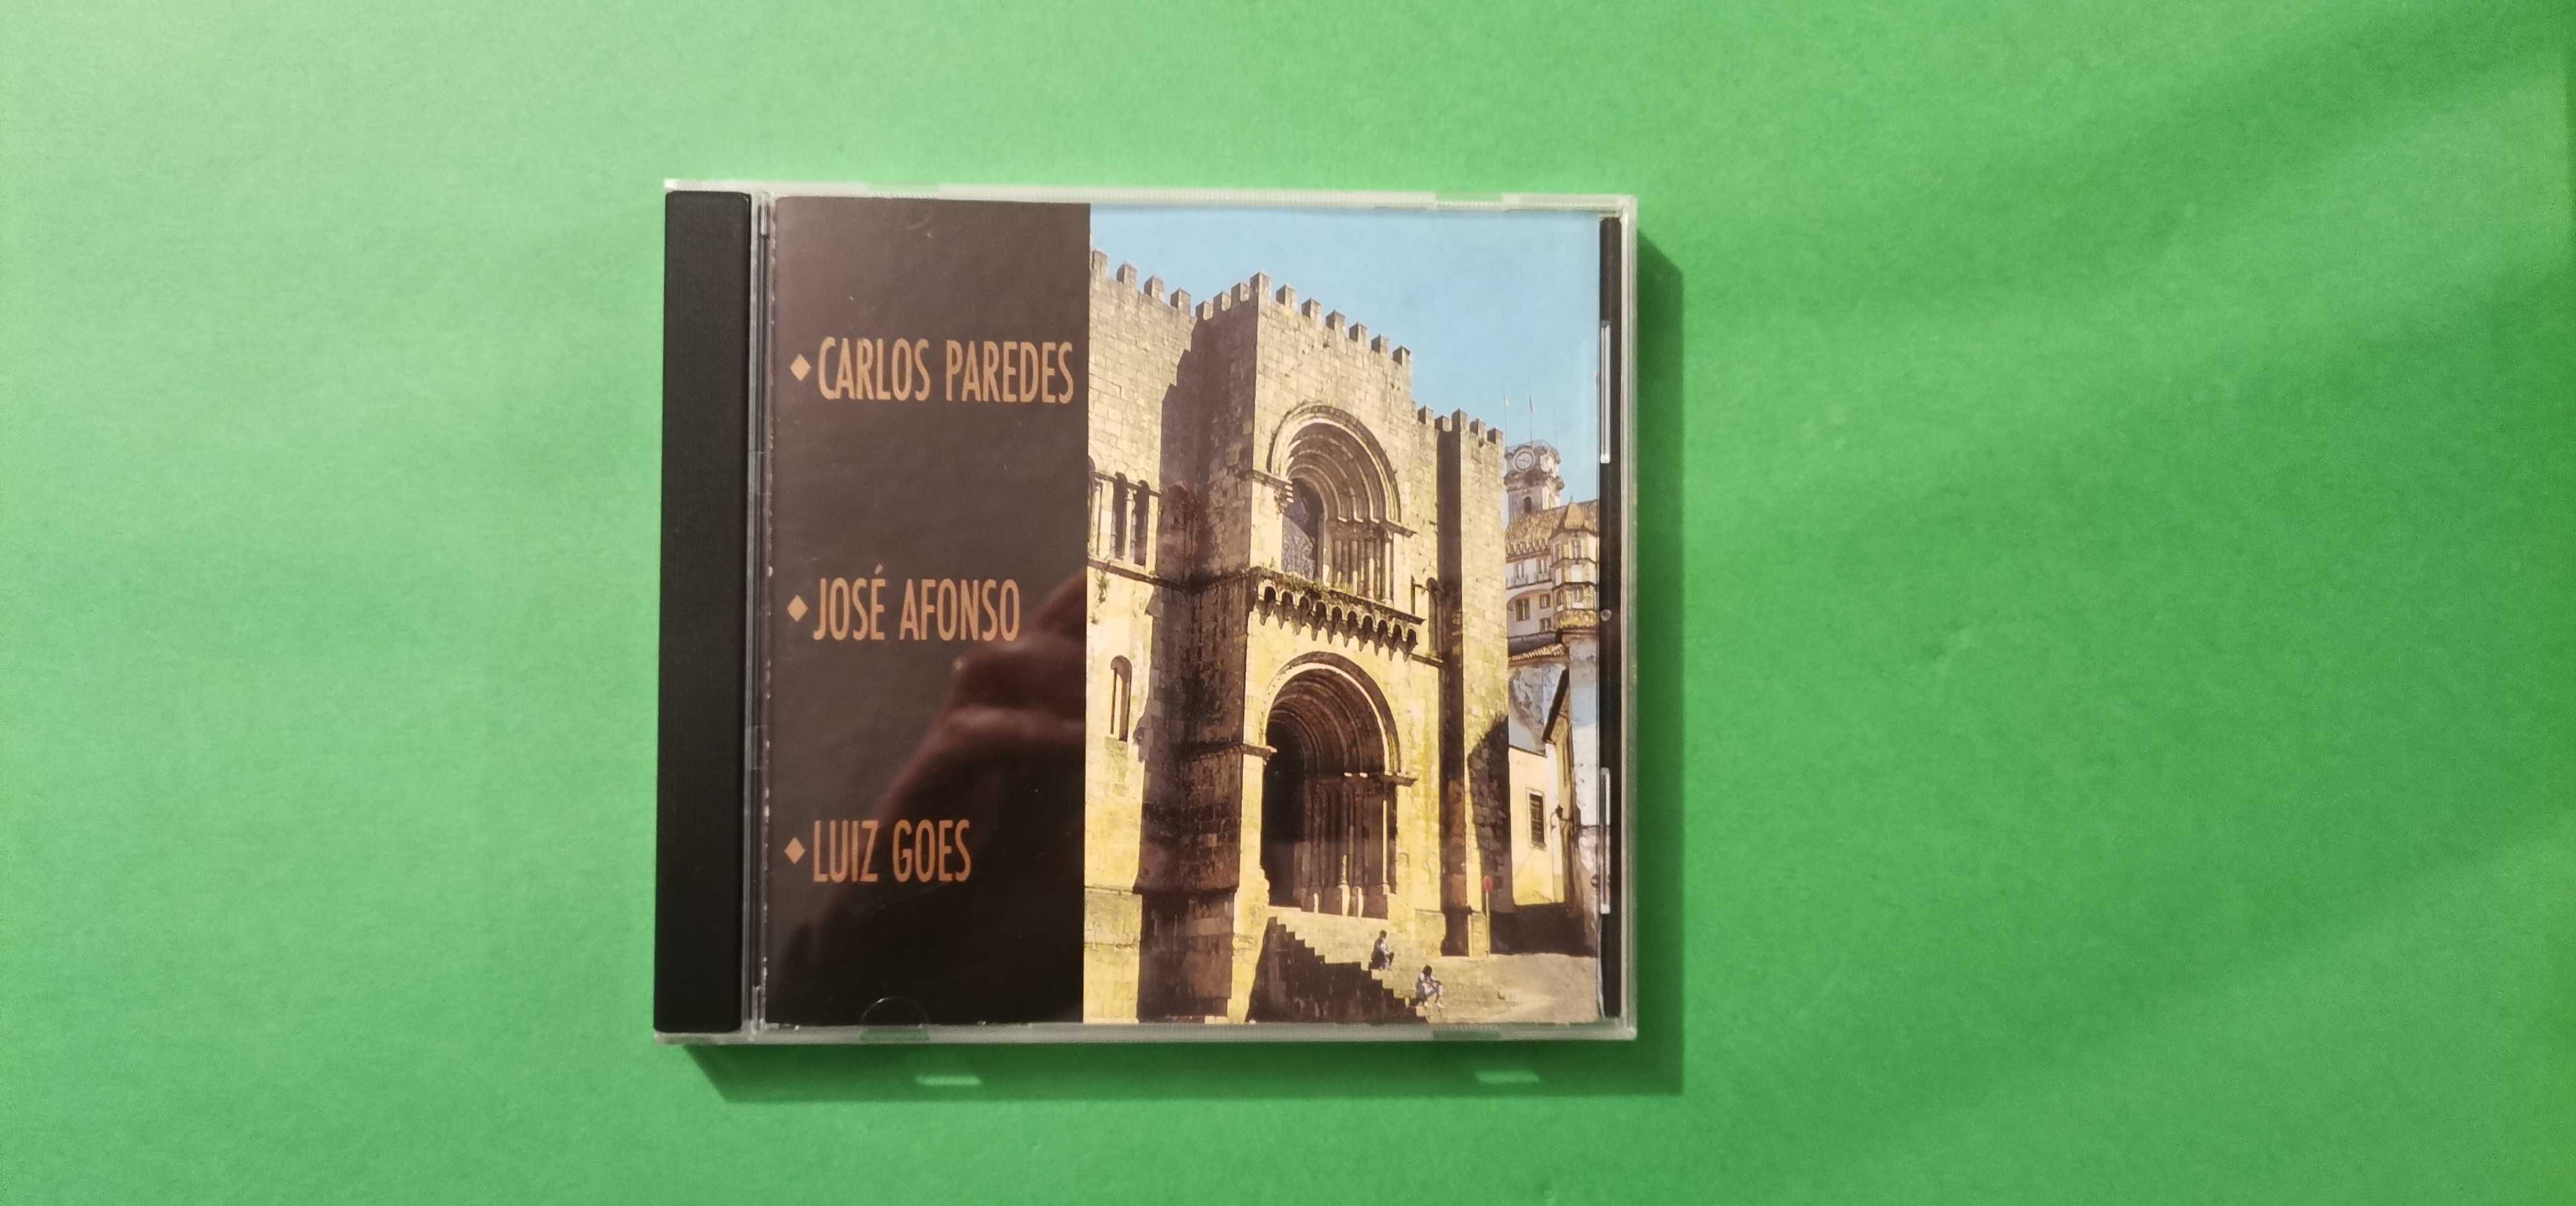 ◆ CARLOS PAREDES
◆ JOSÉ AFONSO
◆ LUIZ GOES